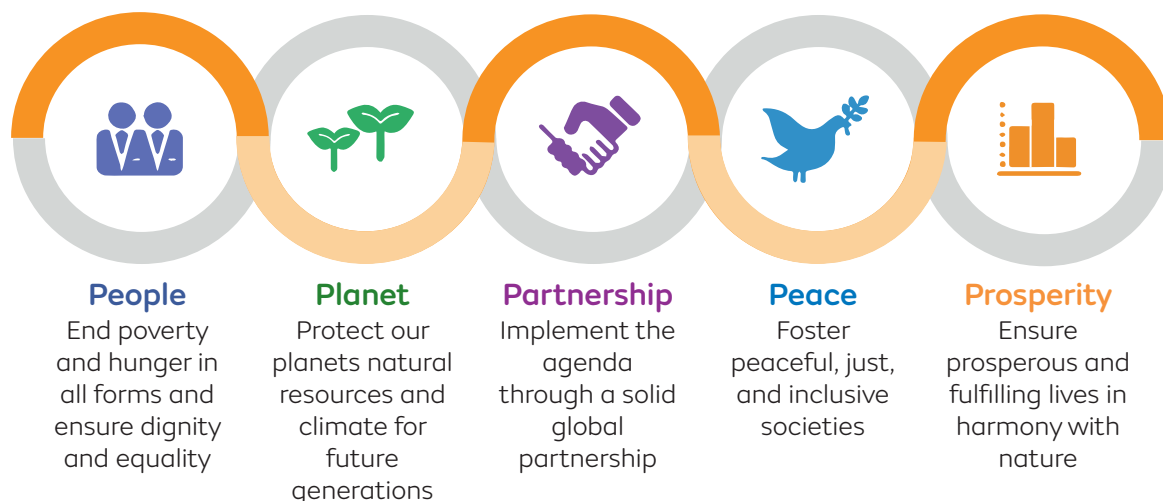 People
End poverty
and hunger in
all forms and
ensure dignity
and equality
Planet
Protect our
planets natural
resources and
climate for
future
generations
Partnership
Implement the
agenda
through a solid
global
partnership
Peace
Foster
peaceful, just,
and inclusive
societies
Prosperity
Ensure
prosperous and
fulfilling lives in
harmony with
nature